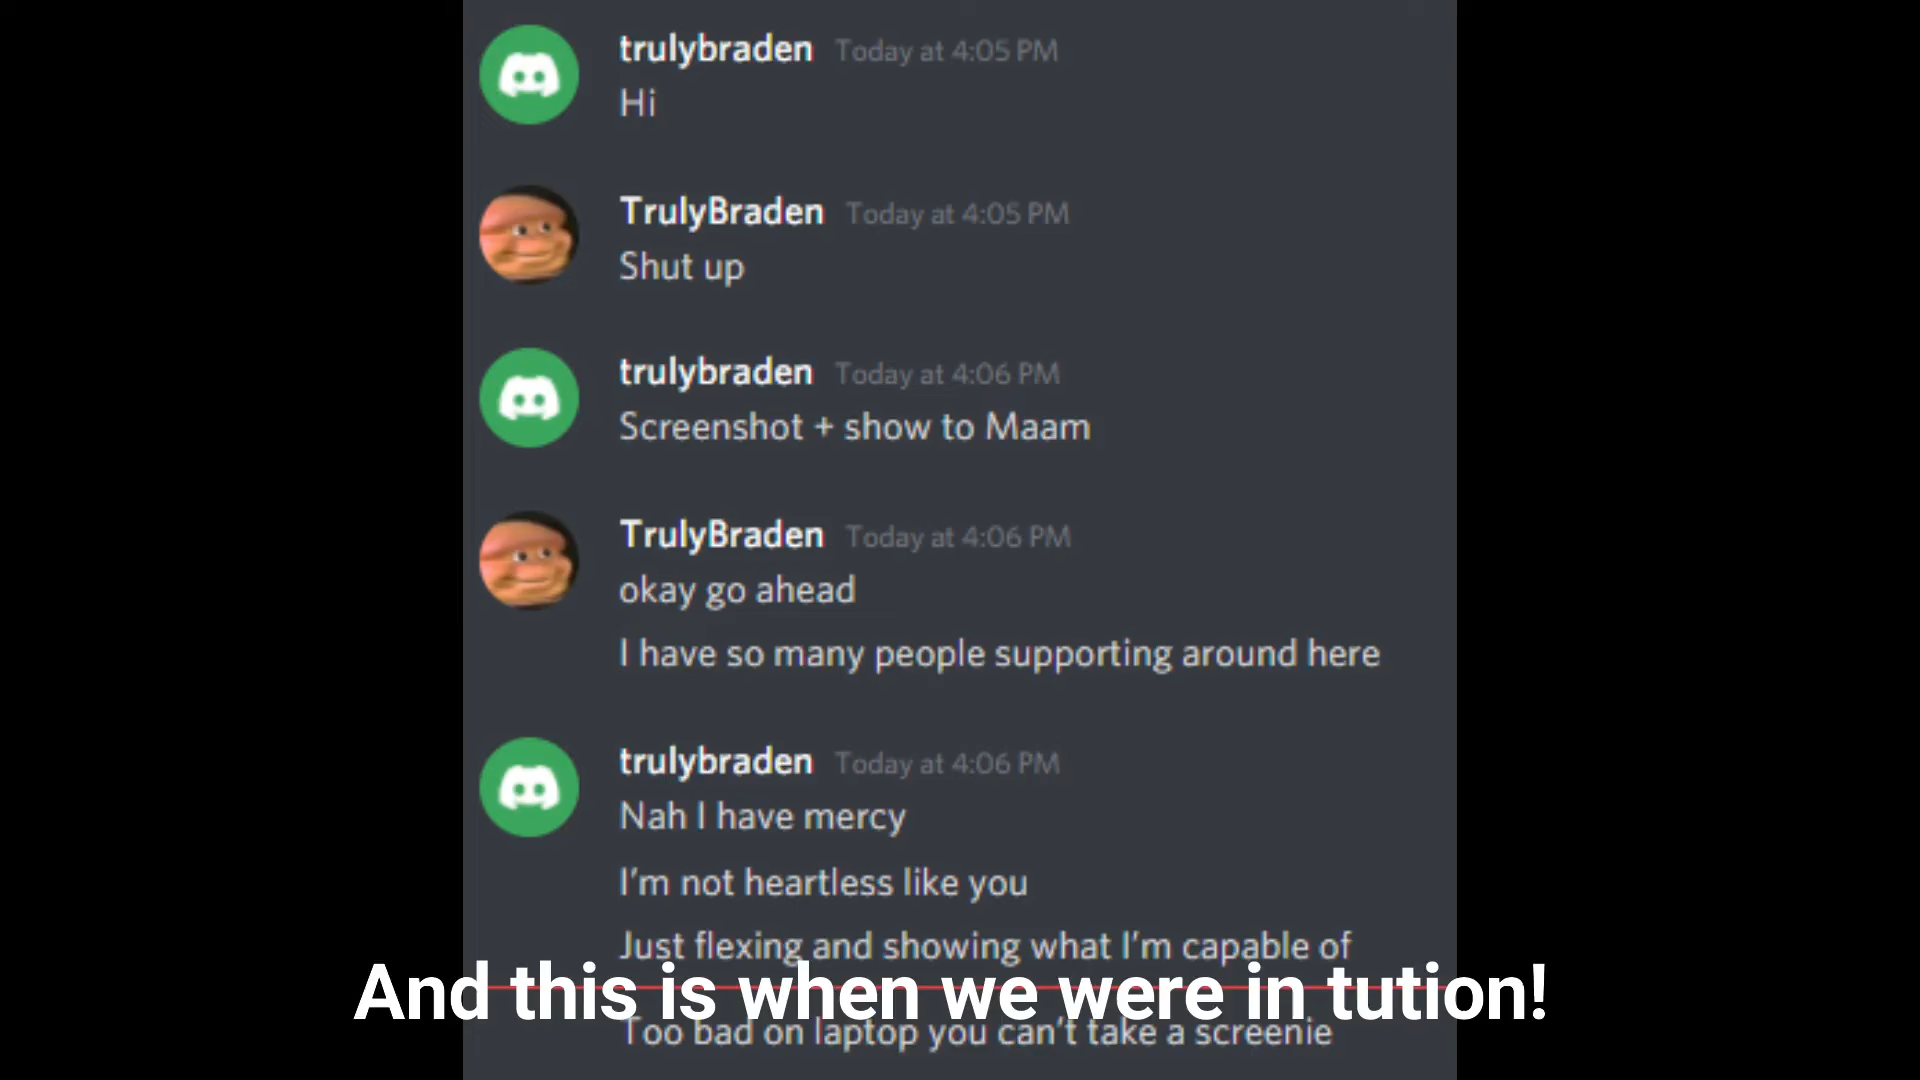 trulybraden Today at 4:05 PM
Hi
TrulyBraden Today at 4:05 PM
Shut up
trulybraden Today at 4:06 PM
Screenshot + show to Maam
TrulyBraden Today at 4:06 PM
okay go ahead
I have so many people supporting around here
trulybraden Today at 4:06 PM
Nah I have mercy
I'm not heartless like you
Just flexing and showing what I'm capable of
And this is when we were in tution!
Too bad on laptop you can't take a screenie